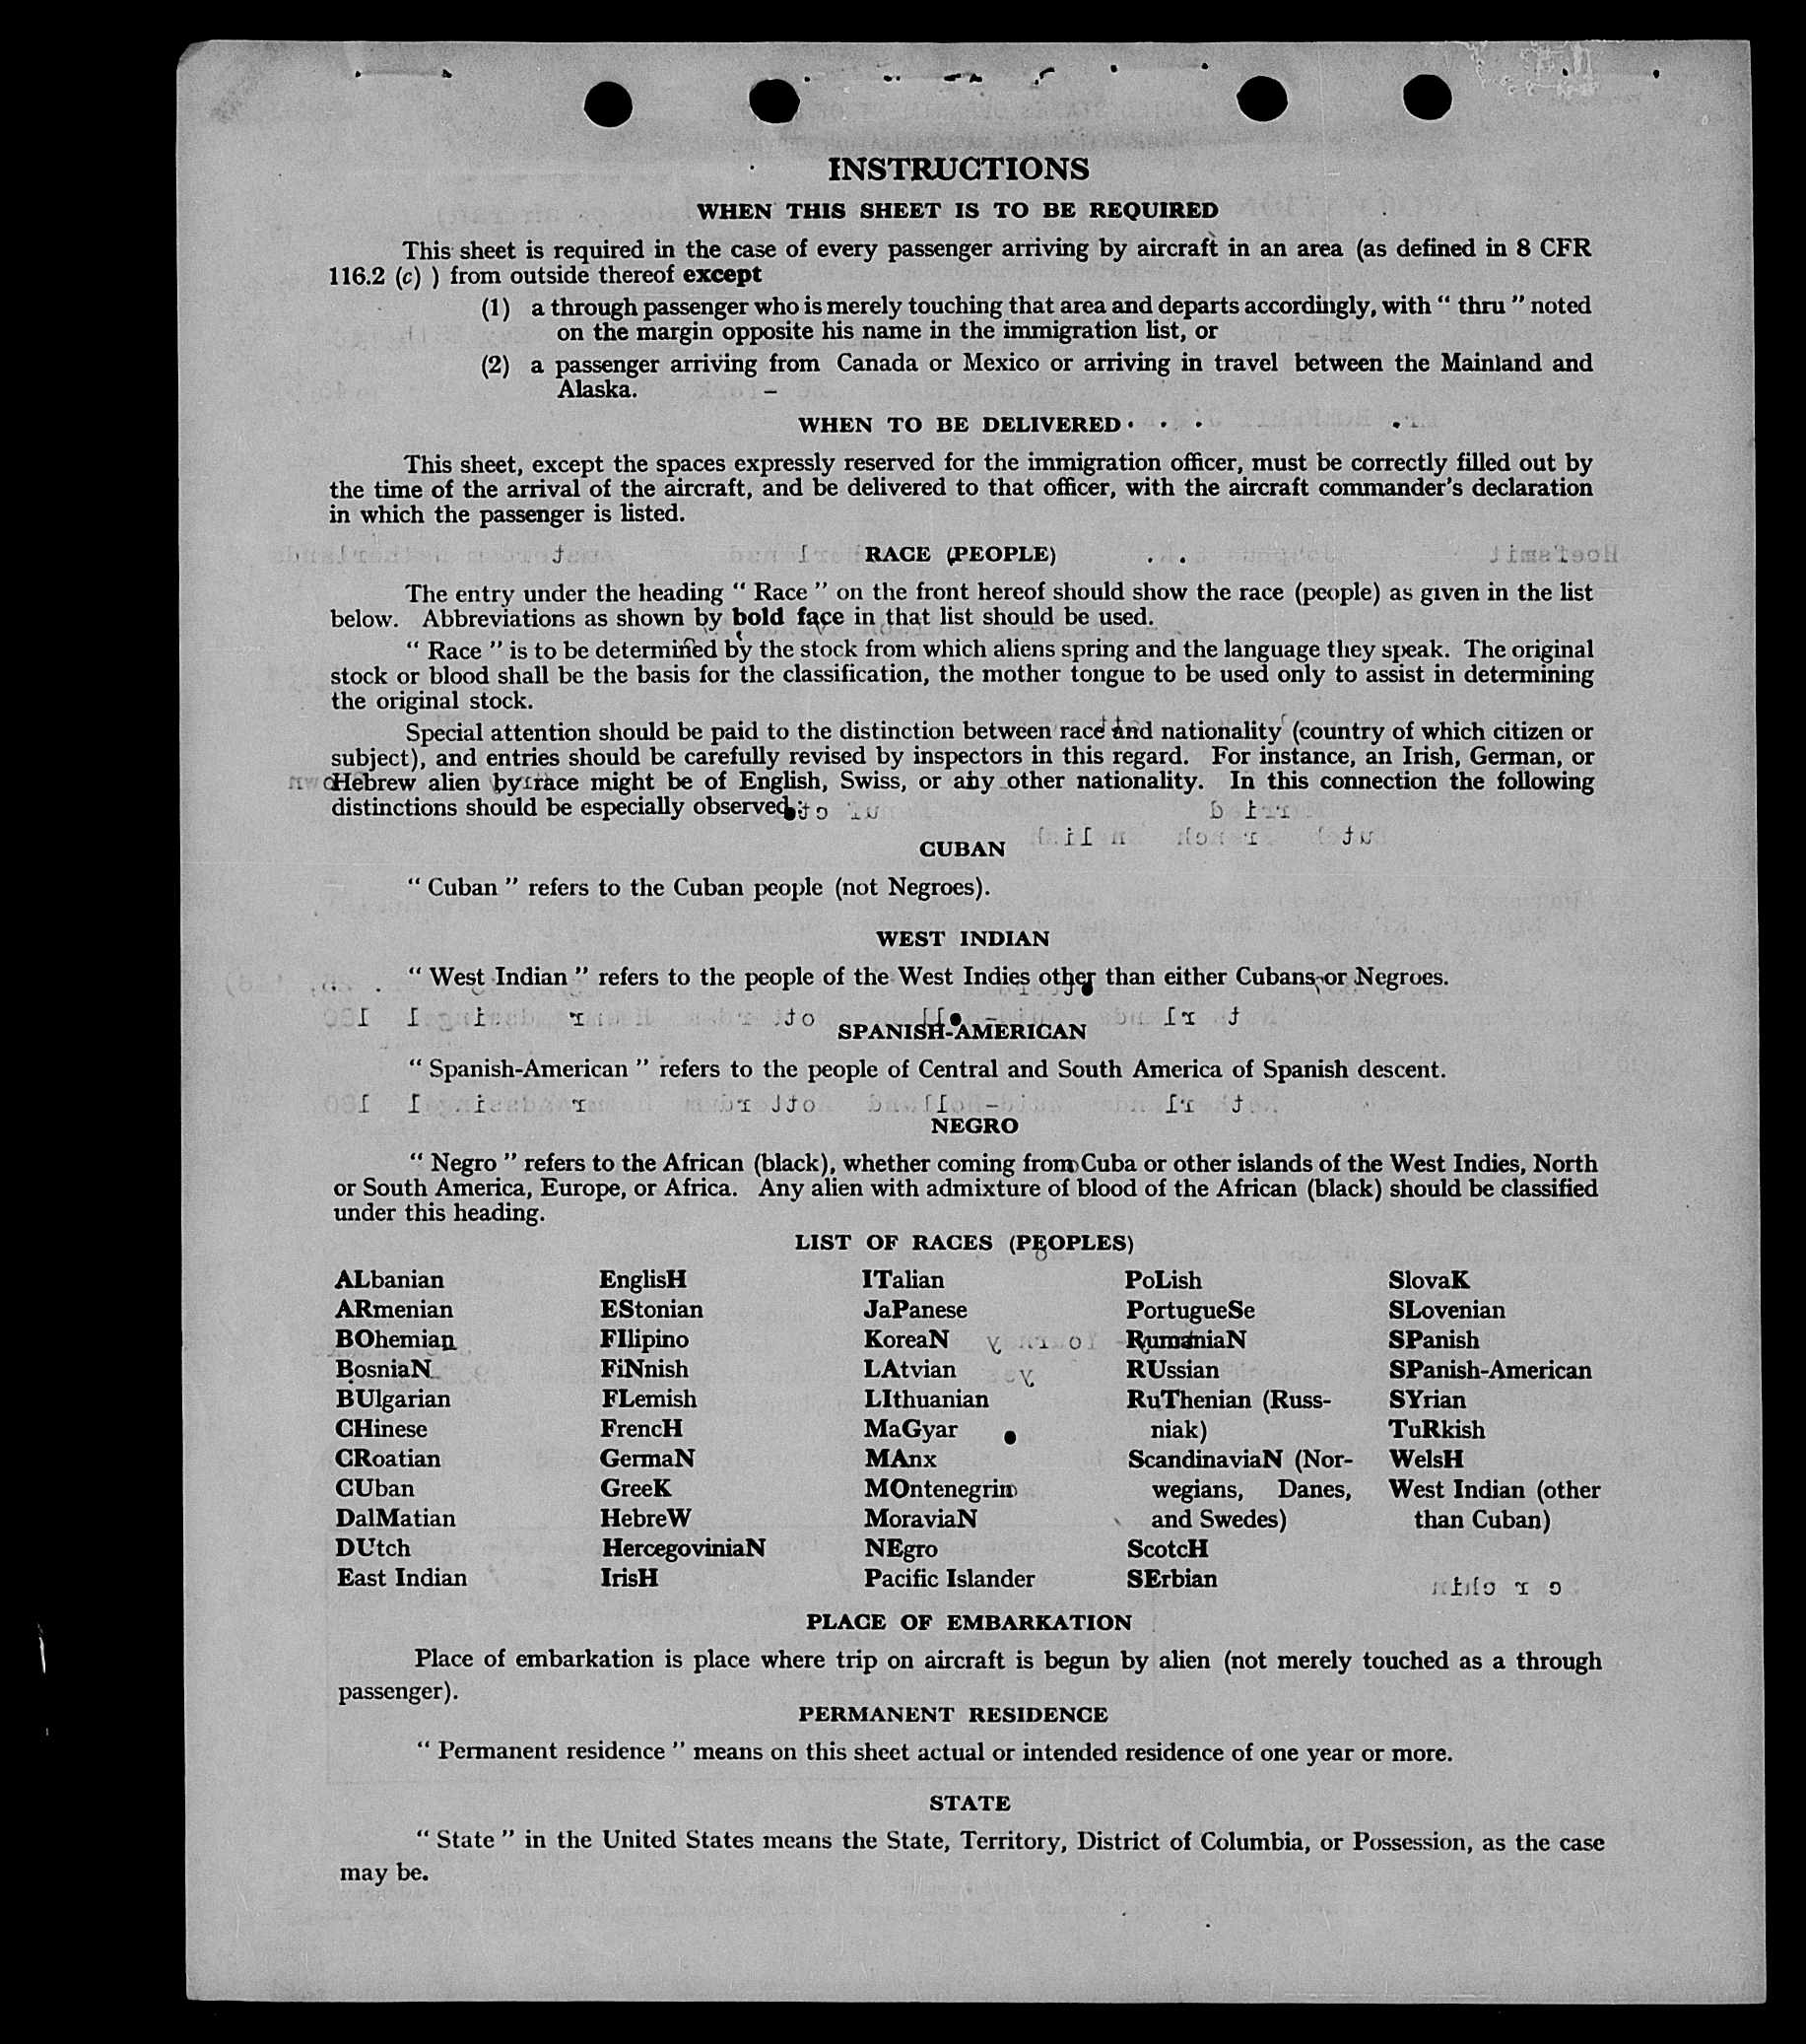 INSTRUCTIONS
WHEN THIS SHEET IS TO BE REQUIRED
This sheet is required in the case of every passenger arriving by aircraft in an area (as defined in 8 CFR
116.2 (c) ) from outside thereof except
(1) a through passenger who is merely touching that area and departs accordingly, with “ thru ” noted
on the margin opposite his name in the immigration list, or
(2) a passenger arriving from Canada or Mexico or arriving in travel between the Mainland and
Alaska.
WHEN TO BE DELIVERED
This sheet, except the spaces expressly reserved for the immigration officer, must be correctly filled out by
the time of the arrival of the aircraft, and be delivered to that officer, with the aircraft commander’s declaration
in which the passenger is listed.
RACE (PEOPLE)
The entry under the heading “ Race ” on the front hereof should show the race (people) as given in the list
below. Abbreviations as shown by bold face in that list should be used.
“ Race ” is to be determined by the stock from which aliens spring and the language they speak. The original
stock or blood shall be the basis for the classification, the mother tongue to be used only to assist in determining
the original stock.
Special attention should be paid to the distinction between race and nationality (country of which citizen or
subject), and entries should be carefully revised by inspectors in this regard. For instance, an Irish, German, or
Hebrew alien by race might be of English, Swiss, or any other nationality. In this connection the following
distinctions should be especially observed:
CUBAN
“ Cuban ” refers to the Cuban people (not Negroes).
WEST INDIAN
“ West Indian ” refers to the people of the West Indies other than either Cubans or Negroes.
SPANISH-AMERICAN
“ Spanish-American ” refers to the people of Central and South America of Spanish descent.
NEGRO
“ Negro ” refers to the African (black), whether coming from Cuba or other islands of the West Indies, North
or South America, Europe, or Africa. Any alien with admixture of blood of the African (black) should be classified
under this heading.
LIST OF RACES (PEOPLES)
ALbanian
ARmenian
BOhemian
BosniaN
BUlgarian
CHinese
CRoatian
CUban
DalMatian
DUtch
East Indian
EnglisH
EStonian
FIlipino
FiNnish
FLemish
FrencH
GermaN
GreeK
HebreW
HercegoviniaN
IrisH
ITalian
JaPanese
KoreaN
LAtvian
LIthuanian
MaGyar
MAnx
MOntenegrin
MoraviaN
NEgro
Pacific Islander
PoLish
PortugueSe
RumaniaN
RUssian
RuThenian (Russ-
niak)
ScandinaviaN (Nor-
wegians, Danes,
and Swedes)
ScotcH
SErbian
SlovaK
SLovenian
SPanish
SPanish-American
SYrian
TuRkish
WelsH
West Indian (other
than Cuban)
PLACE OF EMBARKATION
Place of embarkation is place where trip on aircraft is begun by alien (not merely touched as a through
passenger).
PERMANENT RESIDENCE
“ Permanent residence ” means on this sheet actual or intended residence of one year or more.
STATE
“ State ” in the United States means the State, Territory, District of Columbia, or Possession, as the case
may be.